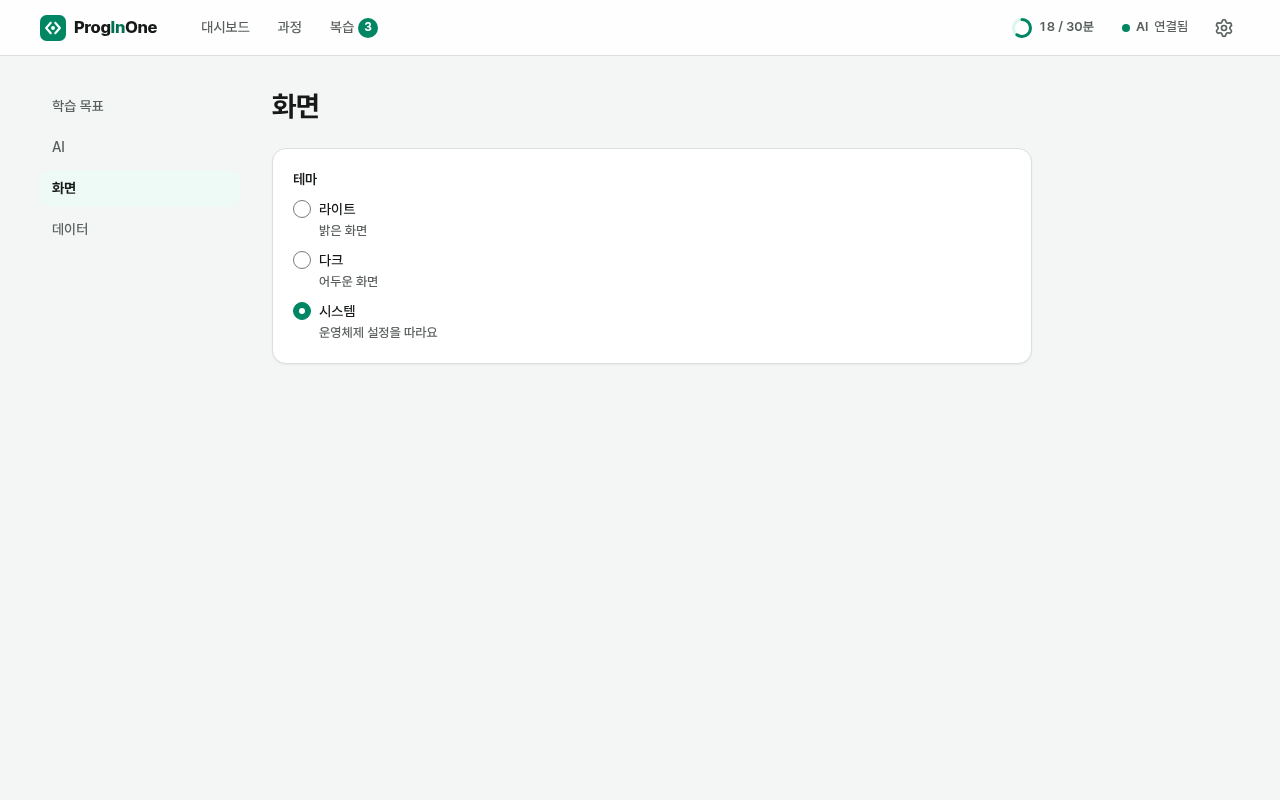 ProgInOne
대시보드
과정
복습 3
18 / 30분
AI 연결됨
학습 목표
AI
화면
데이터
화면
테마
라이트
밝은 화면
다크
어두운 화면
시스템
운영체제 설정을 따라요